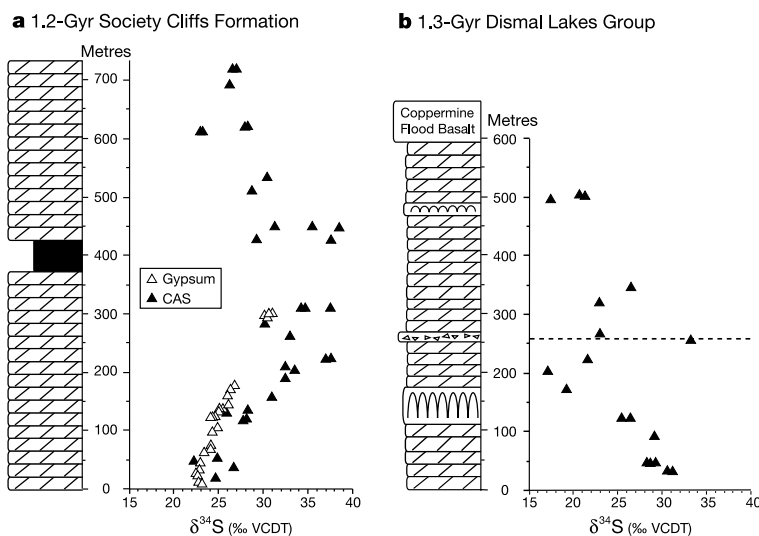 a 1.2-Gyr Society Cliffs Formation
Metres
700
600
500
400
300
200
100
0
15 20 25 30 35 40
δ³⁴S (‰ VCDT)
△ Gypsum
▲ CAS
b 1.3-Gyr Dismal Lakes Group
Coppermine
Flood Basalt
Metres
600
500
400
300
200
100
0
15 20 25 30 35 40
δ³⁴S (‰ VCDT)